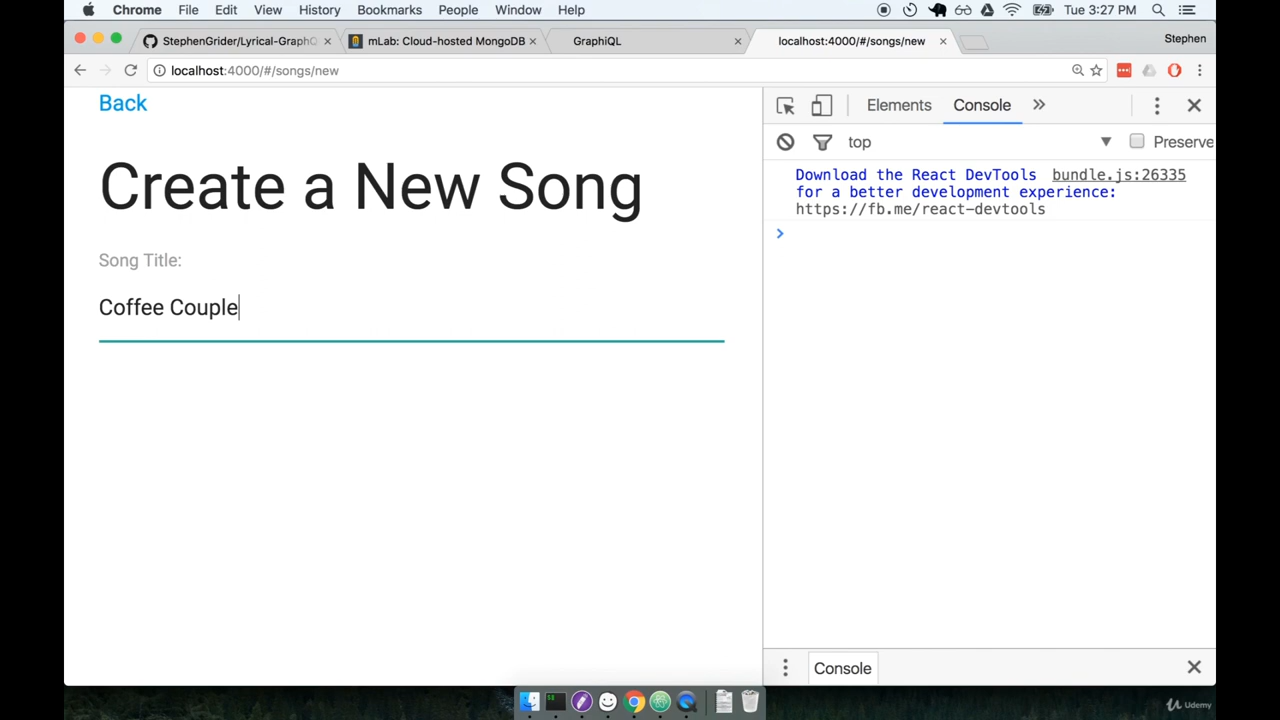 Chrome File Edit View History Bookmarks People Window Help Tue 3:27 PM
StephenGrider/Lyrical-GraphQ mLab: Cloud-hosted MongoDB GraphiQL localhost:4000/#/songs/new Stephen
localhost:4000/#/songs/new
Back
Create a New Song
Song Title:
Coffee Couple
Elements Console
top Preserve
Download the React DevTools bundle.js:26335
for a better development experience:
https://fb.me/react-devtools
Console
Udemy